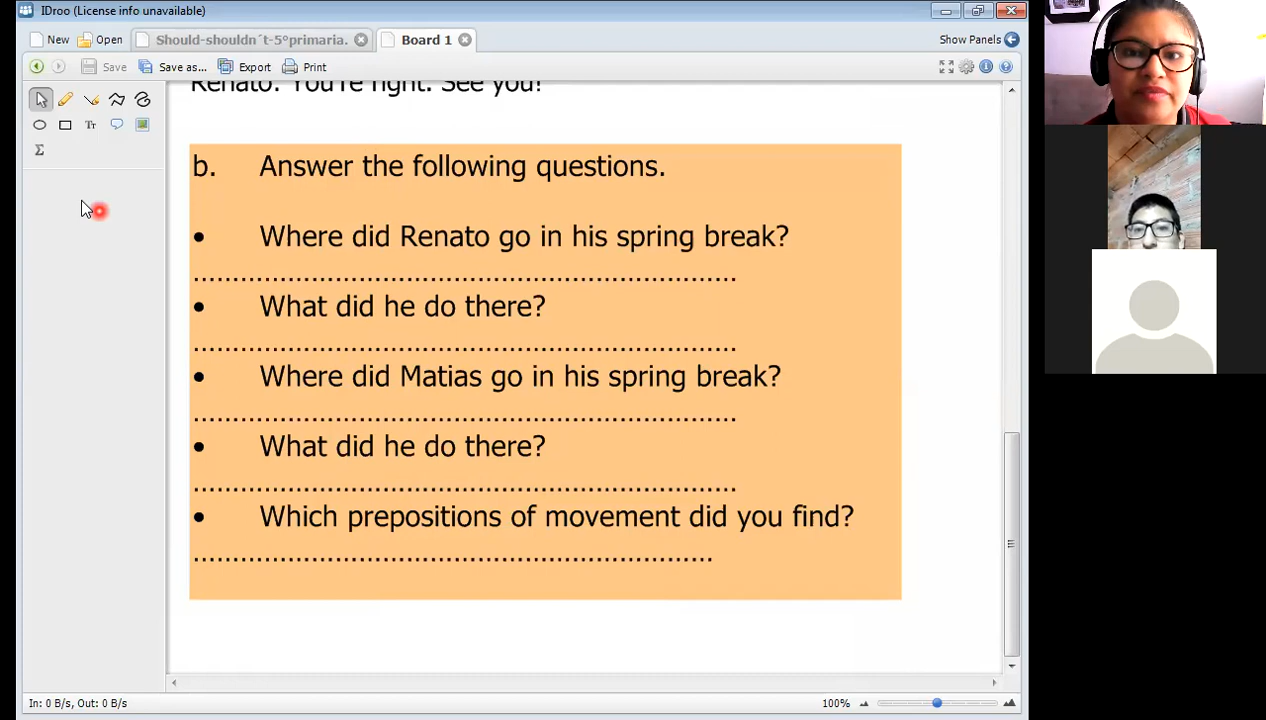 IDroo (License info unavailable)
New Open Should-shouldn´t-5°primaria. Board 1 Show Panels
Save Save as... Export Print
Renato: You're right. See you!
Tr
Σ
b. Answer the following questions.
• Where did Renato go in his spring break?
................................................................
• What did he do there?
................................................................
• Where did Matias go in his spring break?
................................................................
• What did he do there?
................................................................
• Which prepositions of movement did you find?
.............................................................
In: 0 B/s, Out: 0 B/s 100%